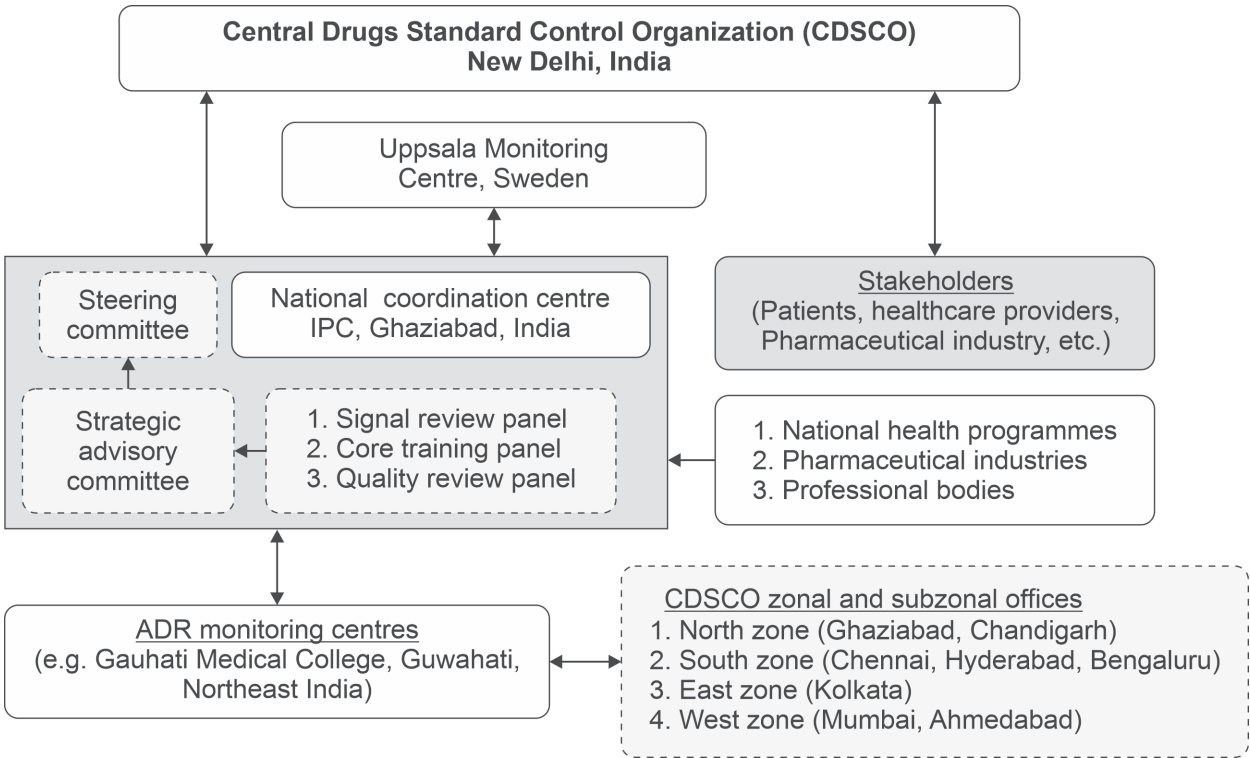 Central Drugs Standard Control Organization (CDSCO)
New Delhi, India
Uppsala Monitoring
Centre, Sweden
Steering
committee
National coordination centre
IPC, Ghaziabad, India
Stakeholders
(Patients, healthcare providers,
Pharmaceutical industry, etc.)
Strategic
advisory
committee
1. Signal review panel
2. Core training panel
3. Quality review panel
1. National health programmes
2. Pharmaceutical industries
3. Professional bodies
ADR monitoring centres
(e.g. Gauhati Medical College, Guwahati,
Northeast India)
CDSCO zonal and subzonal offices
1. North zone (Ghaziabad, Chandigarh)
2. South zone (Chennai, Hyderabad, Bengaluru)
3. East zone (Kolkata)
4. West zone (Mumbai, Ahmedabad)